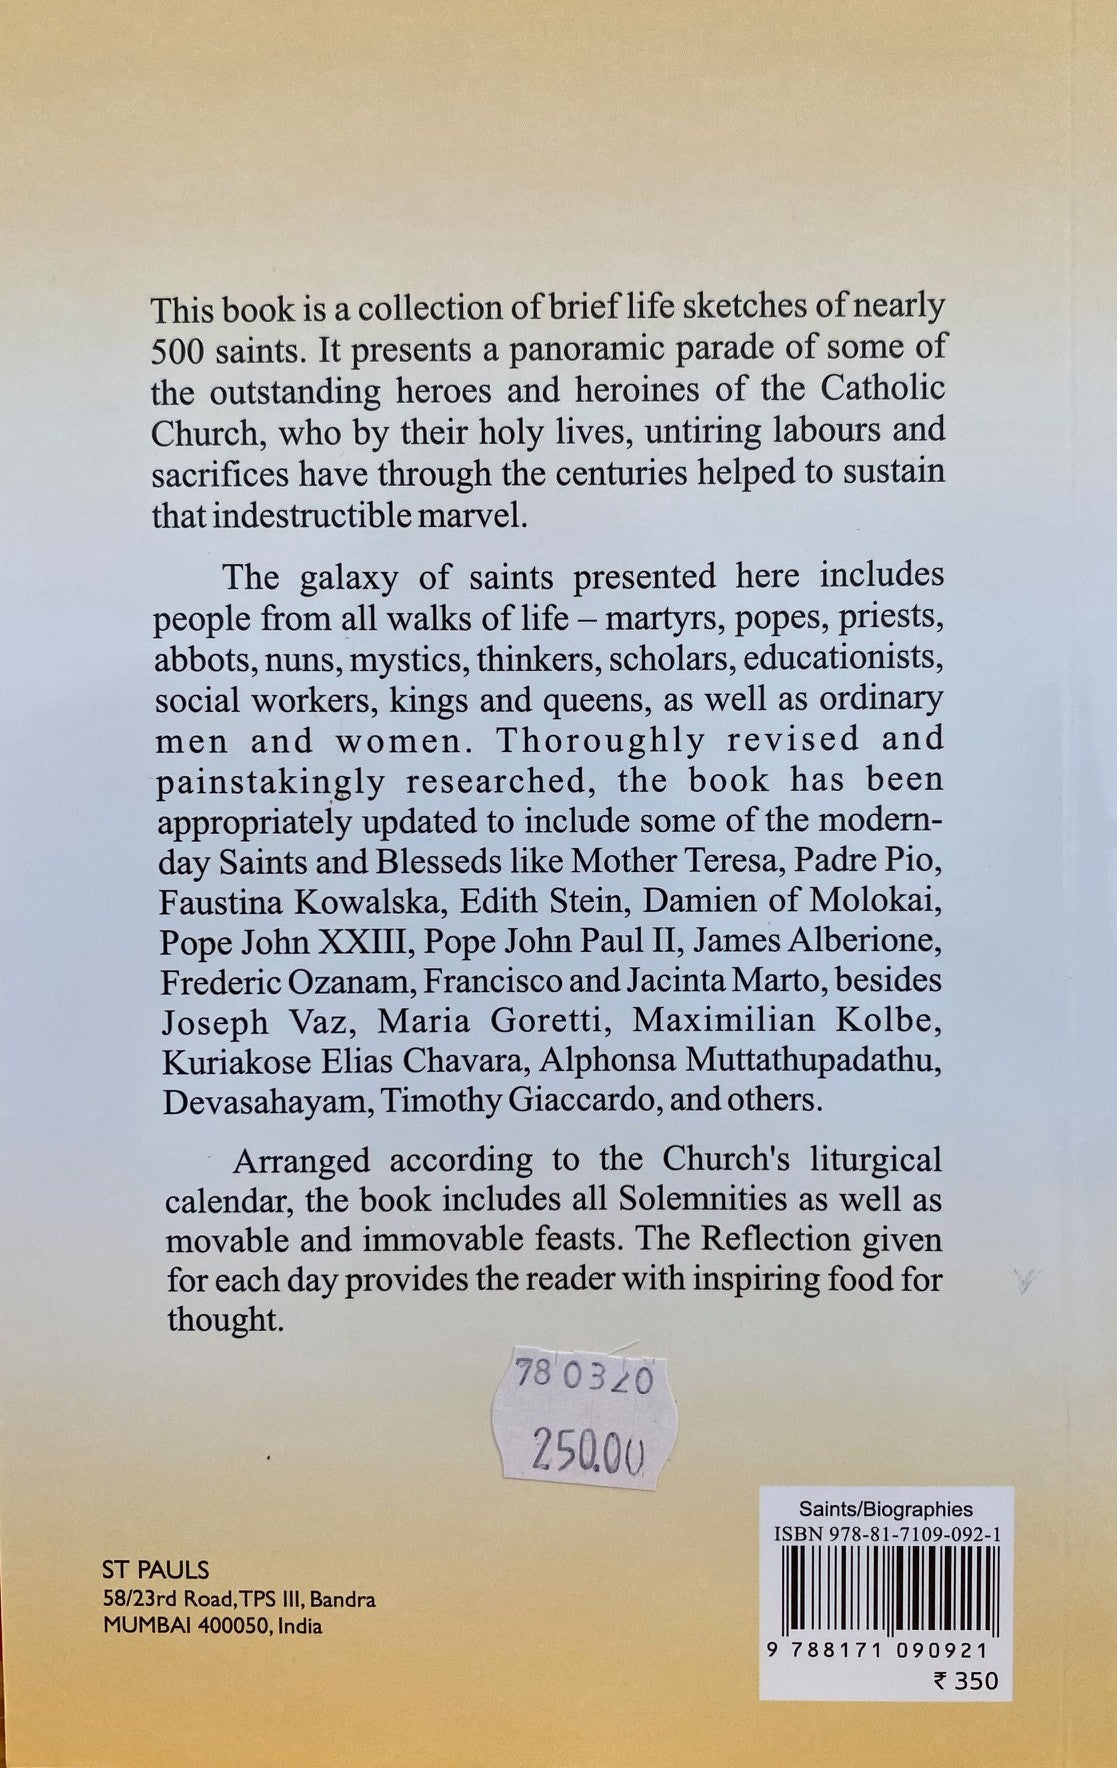 This book is a collection of brief life sketches of nearly
500 saints. It presents a panoramic parade of some of
the outstanding heroes and heroines of the Catholic
Church, who by their holy lives, untiring labours and
sacrifices have through the centuries helped to sustain
that indestructible marvel.
The galaxy of saints presented here includes
people from all walks of life – martyrs, popes, priests,
abbots, nuns, mystics, thinkers, scholars, educationists,
social workers, kings and queens, as well as ordinary
men and women. Thoroughly revised and
painstakingly researched, the book has been
appropriately updated to include some of the modern-
day Saints and Blesseds like Mother Teresa, Padre Pio,
Faustina Kowalska, Edith Stein, Damien of Molokai,
Pope John XXIII, Pope John Paul II, James Alberione,
Frederic Ozanam, Francisco and Jacinta Marto, besides
Joseph Vaz, Maria Goretti, Maximilian Kolbe,
Kuriakose Elias Chavara, Alphonsa Muttathupadathu,
Devasahayam, Timothy Giaccardo, and others.
Arranged according to the Church's liturgical
calendar, the book includes all Solemnities as well as
movable and immovable feasts. The Reflection given
for each day provides the reader with inspiring food for
thought.
780320
250.00
Saints/Biographies
ISBN 978-81-7109-092-1
9 788171 090921
₹ 350
ST PAULS
58/23rd Road, TPS III, Bandra
MUMBAI 400050, India